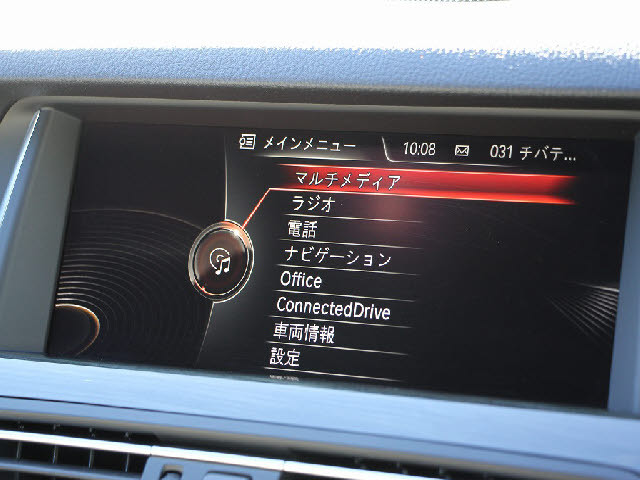 メインメニュー 10:08 031 チバテ...
マルチメディア
ラジオ
電話
ナビゲーション
Office
ConnectedDrive
車両情報
設定